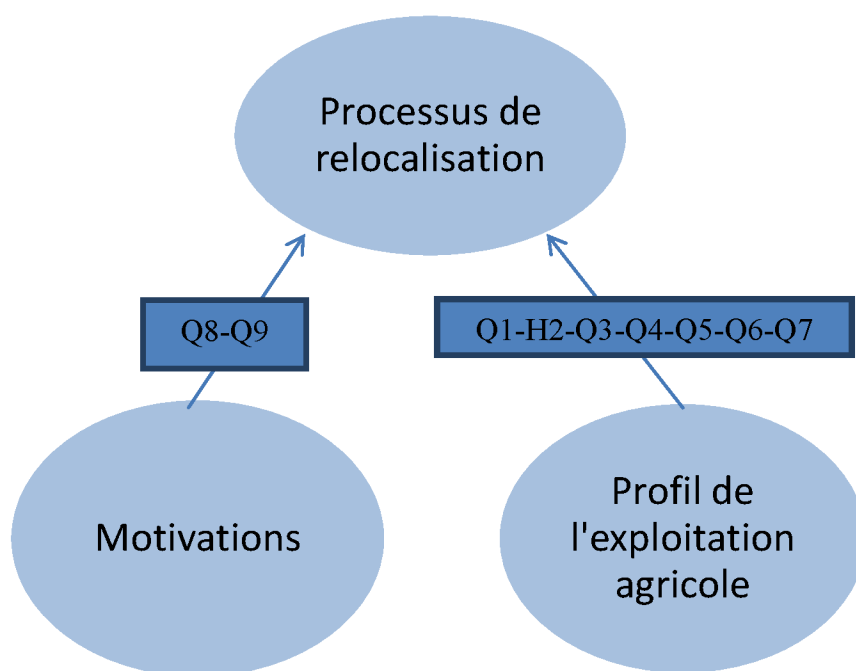 Processus de
relocalisation
Q8-Q9
Q1-H2-Q3-Q4-Q5-Q6-Q7
Motivations
Profil de
l'exploitation
agricole